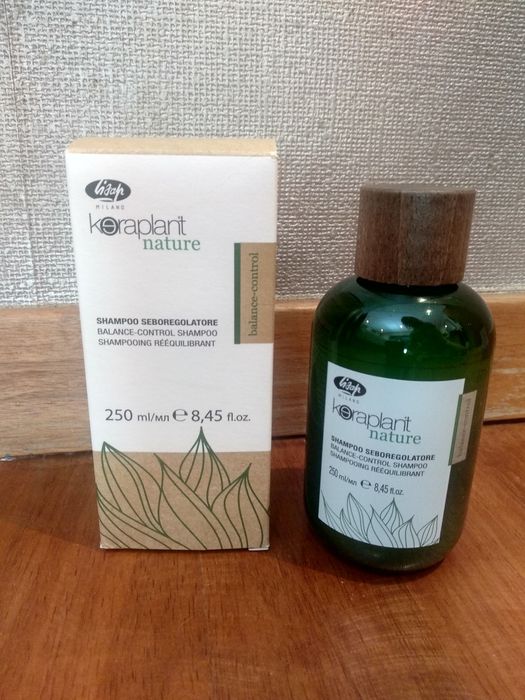 Lisap
MILANO
keraplant
nature
balance-control
SHAMPOO SEBOREGOLATORE
BALANCE-CONTROL SHAMPOO
SHAMPOOING RÉÉQUILIBRANT
250 ml/мл ℮ 8,45 fl.oz.
Lisap
MILANO
keraplant
nature
balance-control
SHAMPOO SEBOREGOLATORE
BALANCE-CONTROL SHAMPOO
SHAMPOOING RÉÉQUILIBRANT
250 ml/мл ℮ 8,45 fl.oz.